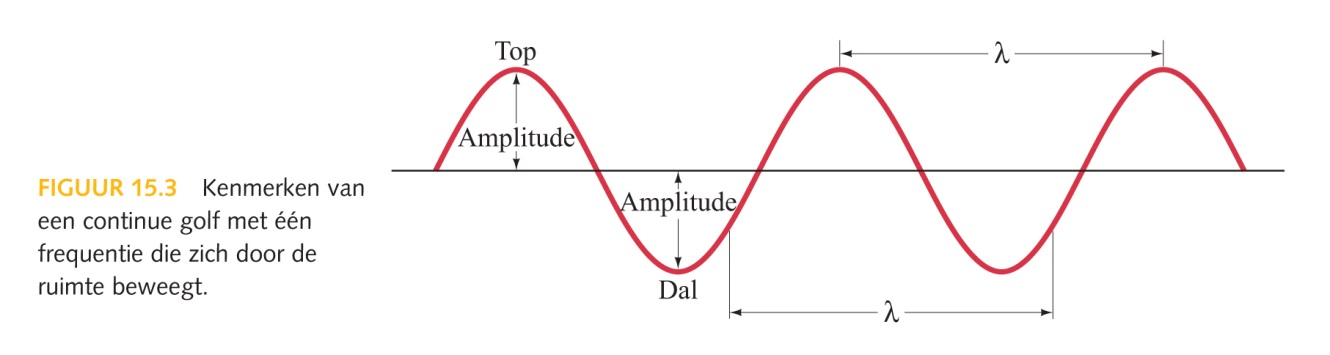 FIGUUR 15.3 Kenmerken van
een continue golf met één
frequentie die zich door de
ruimte beweegt.
Top
Amplitude
Amplitude
Dal
λ
λ